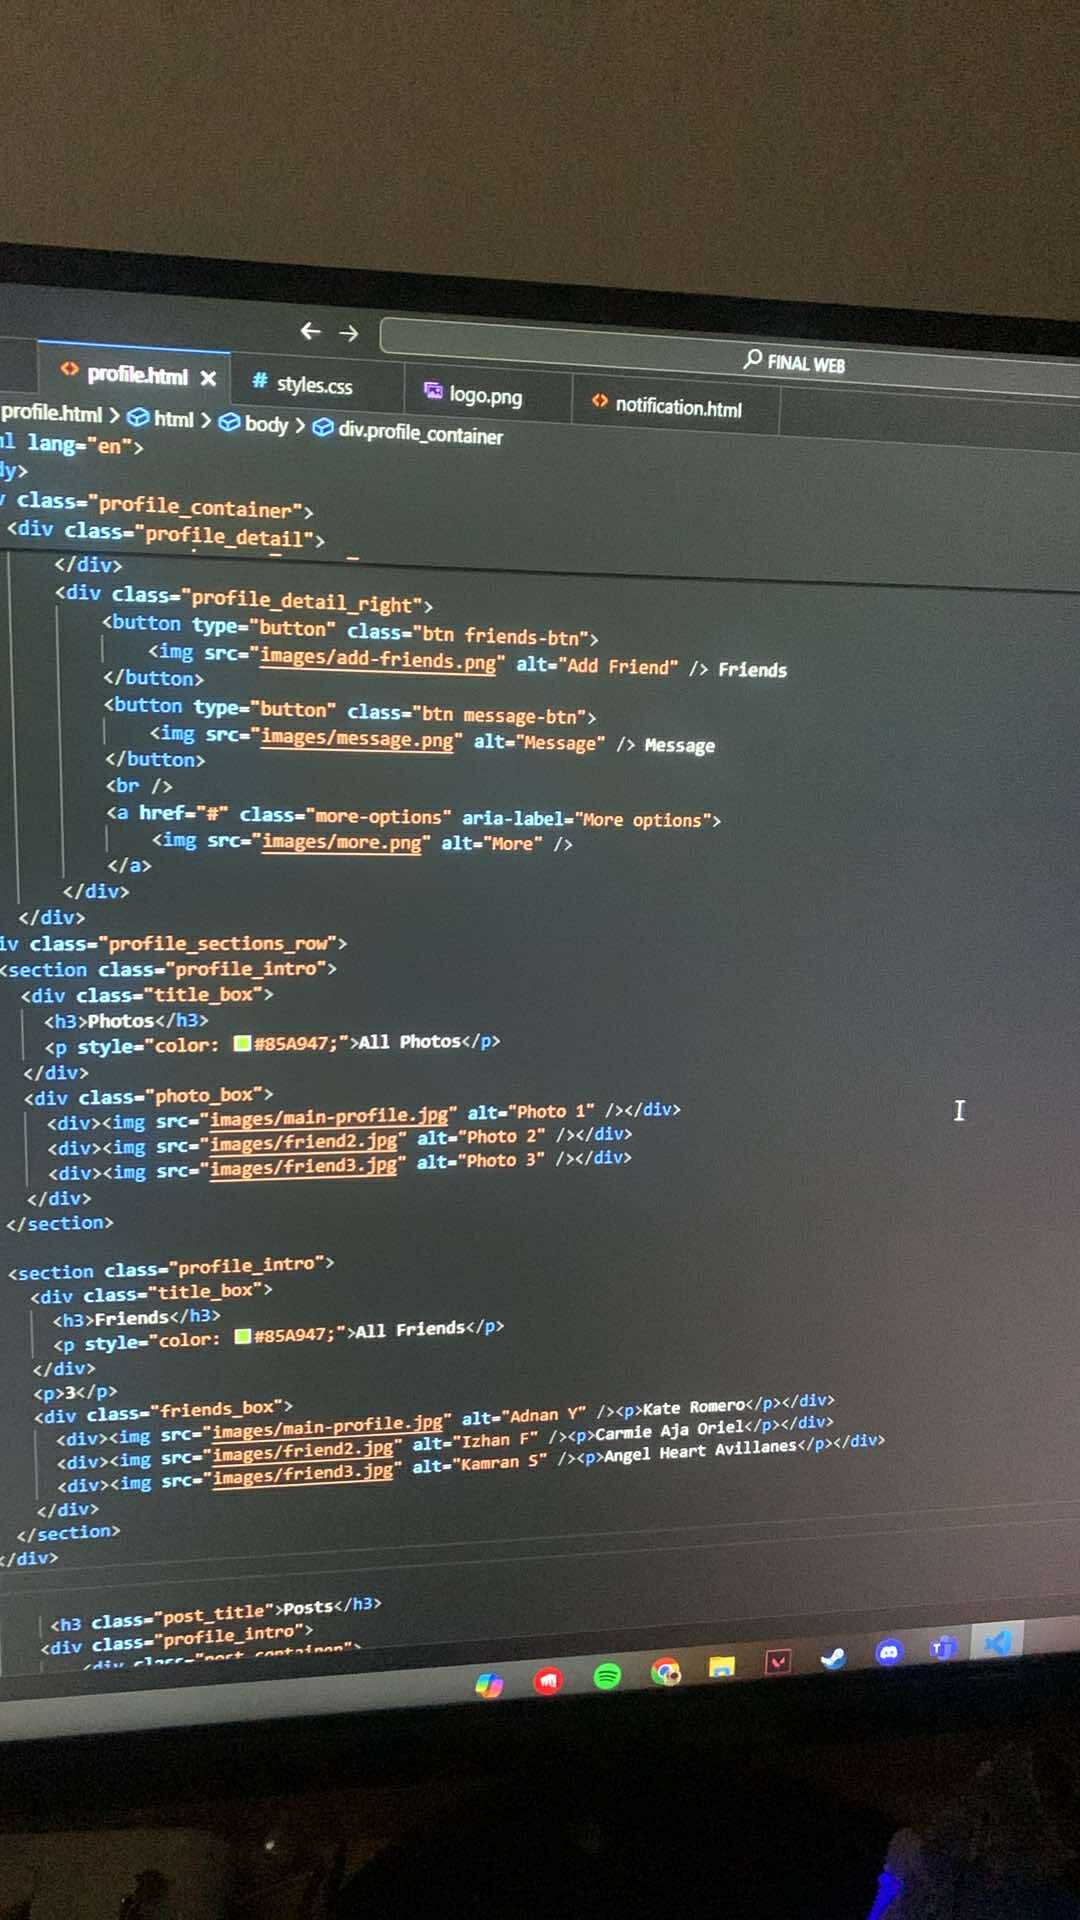 FINAL WEB
profile.html
# styles.css
logo.png
notification.html
profile.html > html > body > div.profile_container
lang="en">
class="profile_container">
<div class="profile_detail">
</div>
<div class="profile_detail_right">
<button type="button" class="btn friends-btn">
<img src="images/add-friends.png" alt="Add Friend" /> Friends
</button>
<button type="button" class="btn message-btn">
<img src="images/message.png" alt="Message" /> Message
</button>
<br />
<a href="#" class="more-options" aria-label="More options">
<img src="images/more.png" alt="More" />
</a>
</div>
</div>
iv class="profile_sections_row">
<section class="profile_intro">
<div class="title_box">
<h3>Photos</h3>
<p style="color: #85A947;">All Photos</p>
</div>
<div class="photo_box">
<div><img src="images/main-profile.jpg" alt="Photo 1" /></div>
<div><img src="images/friend2.jpg" alt="Photo 2" /></div>
<div><img src="images/friend3.jpg" alt="Photo 3" /></div>
</div>
</section>
<section class="profile_intro">
<div class="title_box">
<h3>Friends</h3>
<p style="color: #85A947;">All Friends</p>
</div>
<p>3</p>
<div class="friends_box">
<div><img src="images/main-profile.jpg" alt="Adnan Y" /><p>Kate Romero</p></div>
<div><img src="images/friend2.jpg" alt="Izhan F" /><p>Carmie Aja Oriel</p></div>
<div><img src="images/friend3.jpg" alt="Kamran S" /><p>Angel Heart Avillanes</p></div>
</div>
</section>
</div>
<h3 class="post_title">Posts</h3>
<div class="profile_intro">